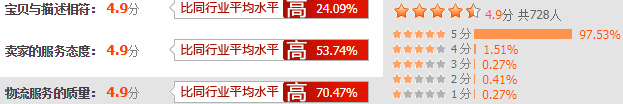 宝贝与描述相符： 4.9分 比同行业平均水平 高 24.09%
卖家的服务态度： 4.9分 比同行业平均水平 高 53.74%
物流服务的质量： 4.9分 比同行业平均水平 高 70.47%
4.9分 共728人
5 分 97.53%
4 分 1.51%
3 分 0.27%
2 分 0.41%
1 分 0.27%